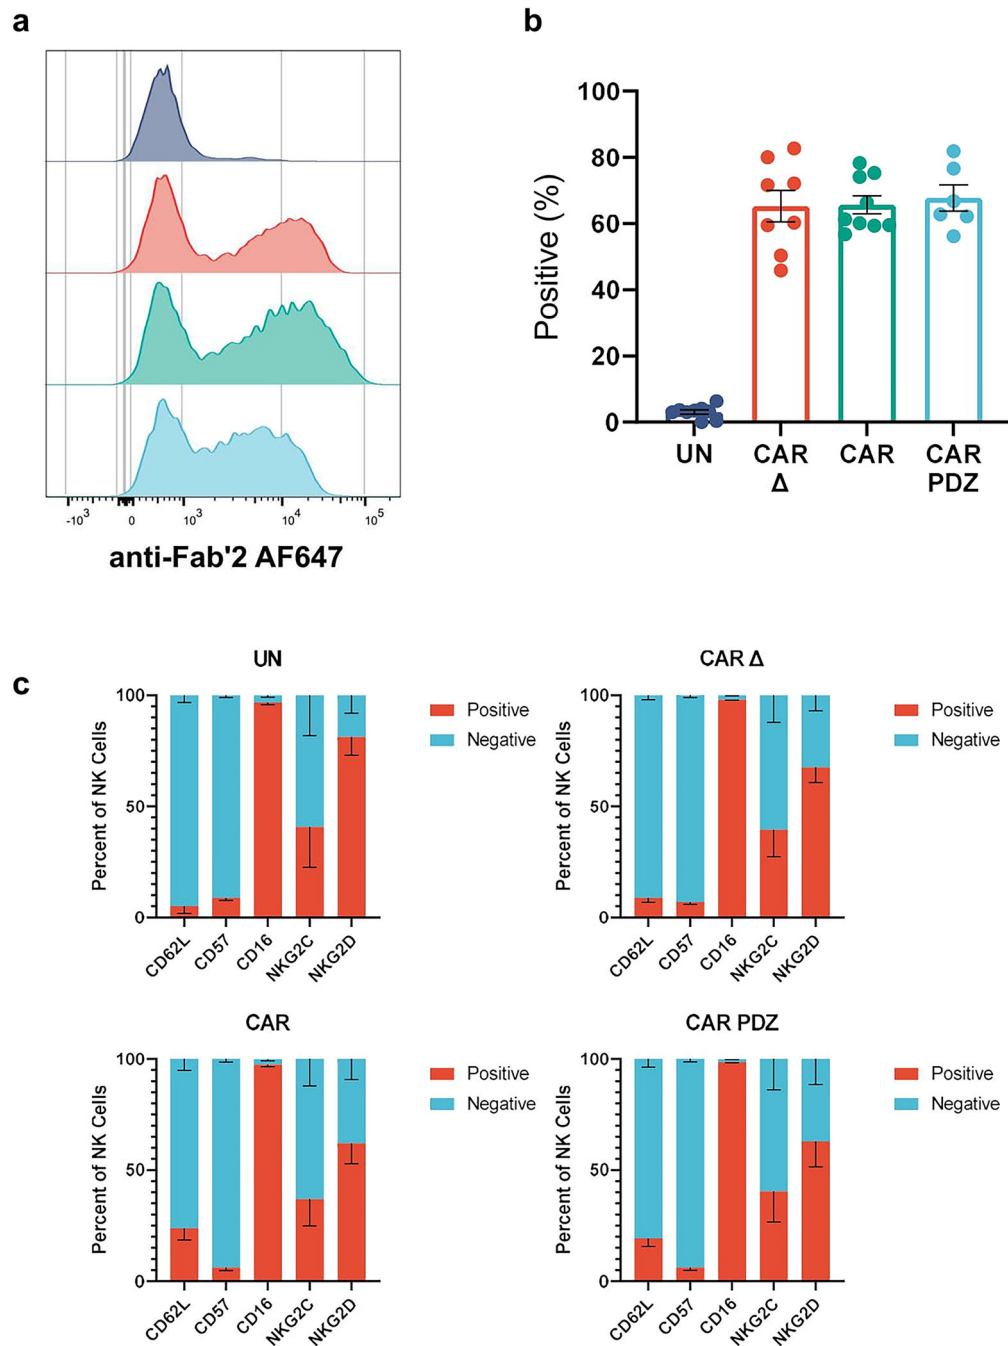 a
-10³ 0 10³ 10⁴ 10⁵
anti-Fab'2 AF647
b
Positive (%)
100
80
60
40
20
0
UN CAR Δ CAR CAR PDZ
c
UN
Percent of NK Cells
100
50
0
CD62L CD57 CD16 NKG2C NKG2D
Positive
Negative
CAR Δ
Percent of NK Cells
100
50
0
CD62L CD57 CD16 NKG2C NKG2D
Positive
Negative
CAR
Percent of NK Cells
100
50
0
CD62L CD57 CD16 NKG2C NKG2D
Positive
Negative
CAR PDZ
Percent of NK Cells
100
50
0
CD62L CD57 CD16 NKG2C NKG2D
Positive
Negative